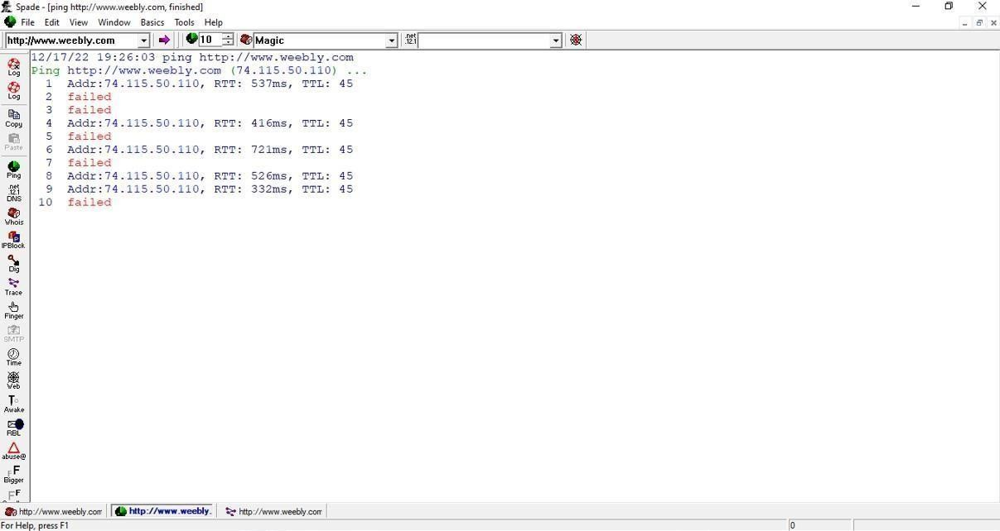 Spade - [ping http://www.weebly.com, finished]
File Edit View Window Basics Tools Help
http://www.weebly.com 10 Magic .net .12.1
12/17/22 19:26:03 ping http://www.weebly.com
Ping http://www.weebly.com (74.115.50.110) ...
1 Addr:74.115.50.110, RTT: 537ms, TTL: 45
2 failed
3 failed
4 Addr:74.115.50.110, RTT: 416ms, TTL: 45
5 failed
6 Addr:74.115.50.110, RTT: 721ms, TTL: 45
7 failed
8 Addr:74.115.50.110, RTT: 526ms, TTL: 45
9 Addr:74.115.50.110, RTT: 332ms, TTL: 45
10 failed
Log
Log
Copy
Paste
Ping
.net
.12.1
DNS
Whois
IPBlock
Dig
Trace
Finger
SMTP
Time
Web
Awake
RBL
abuse@
FF
Bigger
FF
http://www.weebly.com http://www.weebly. http://www.weebly.com
For Help, press F1 0